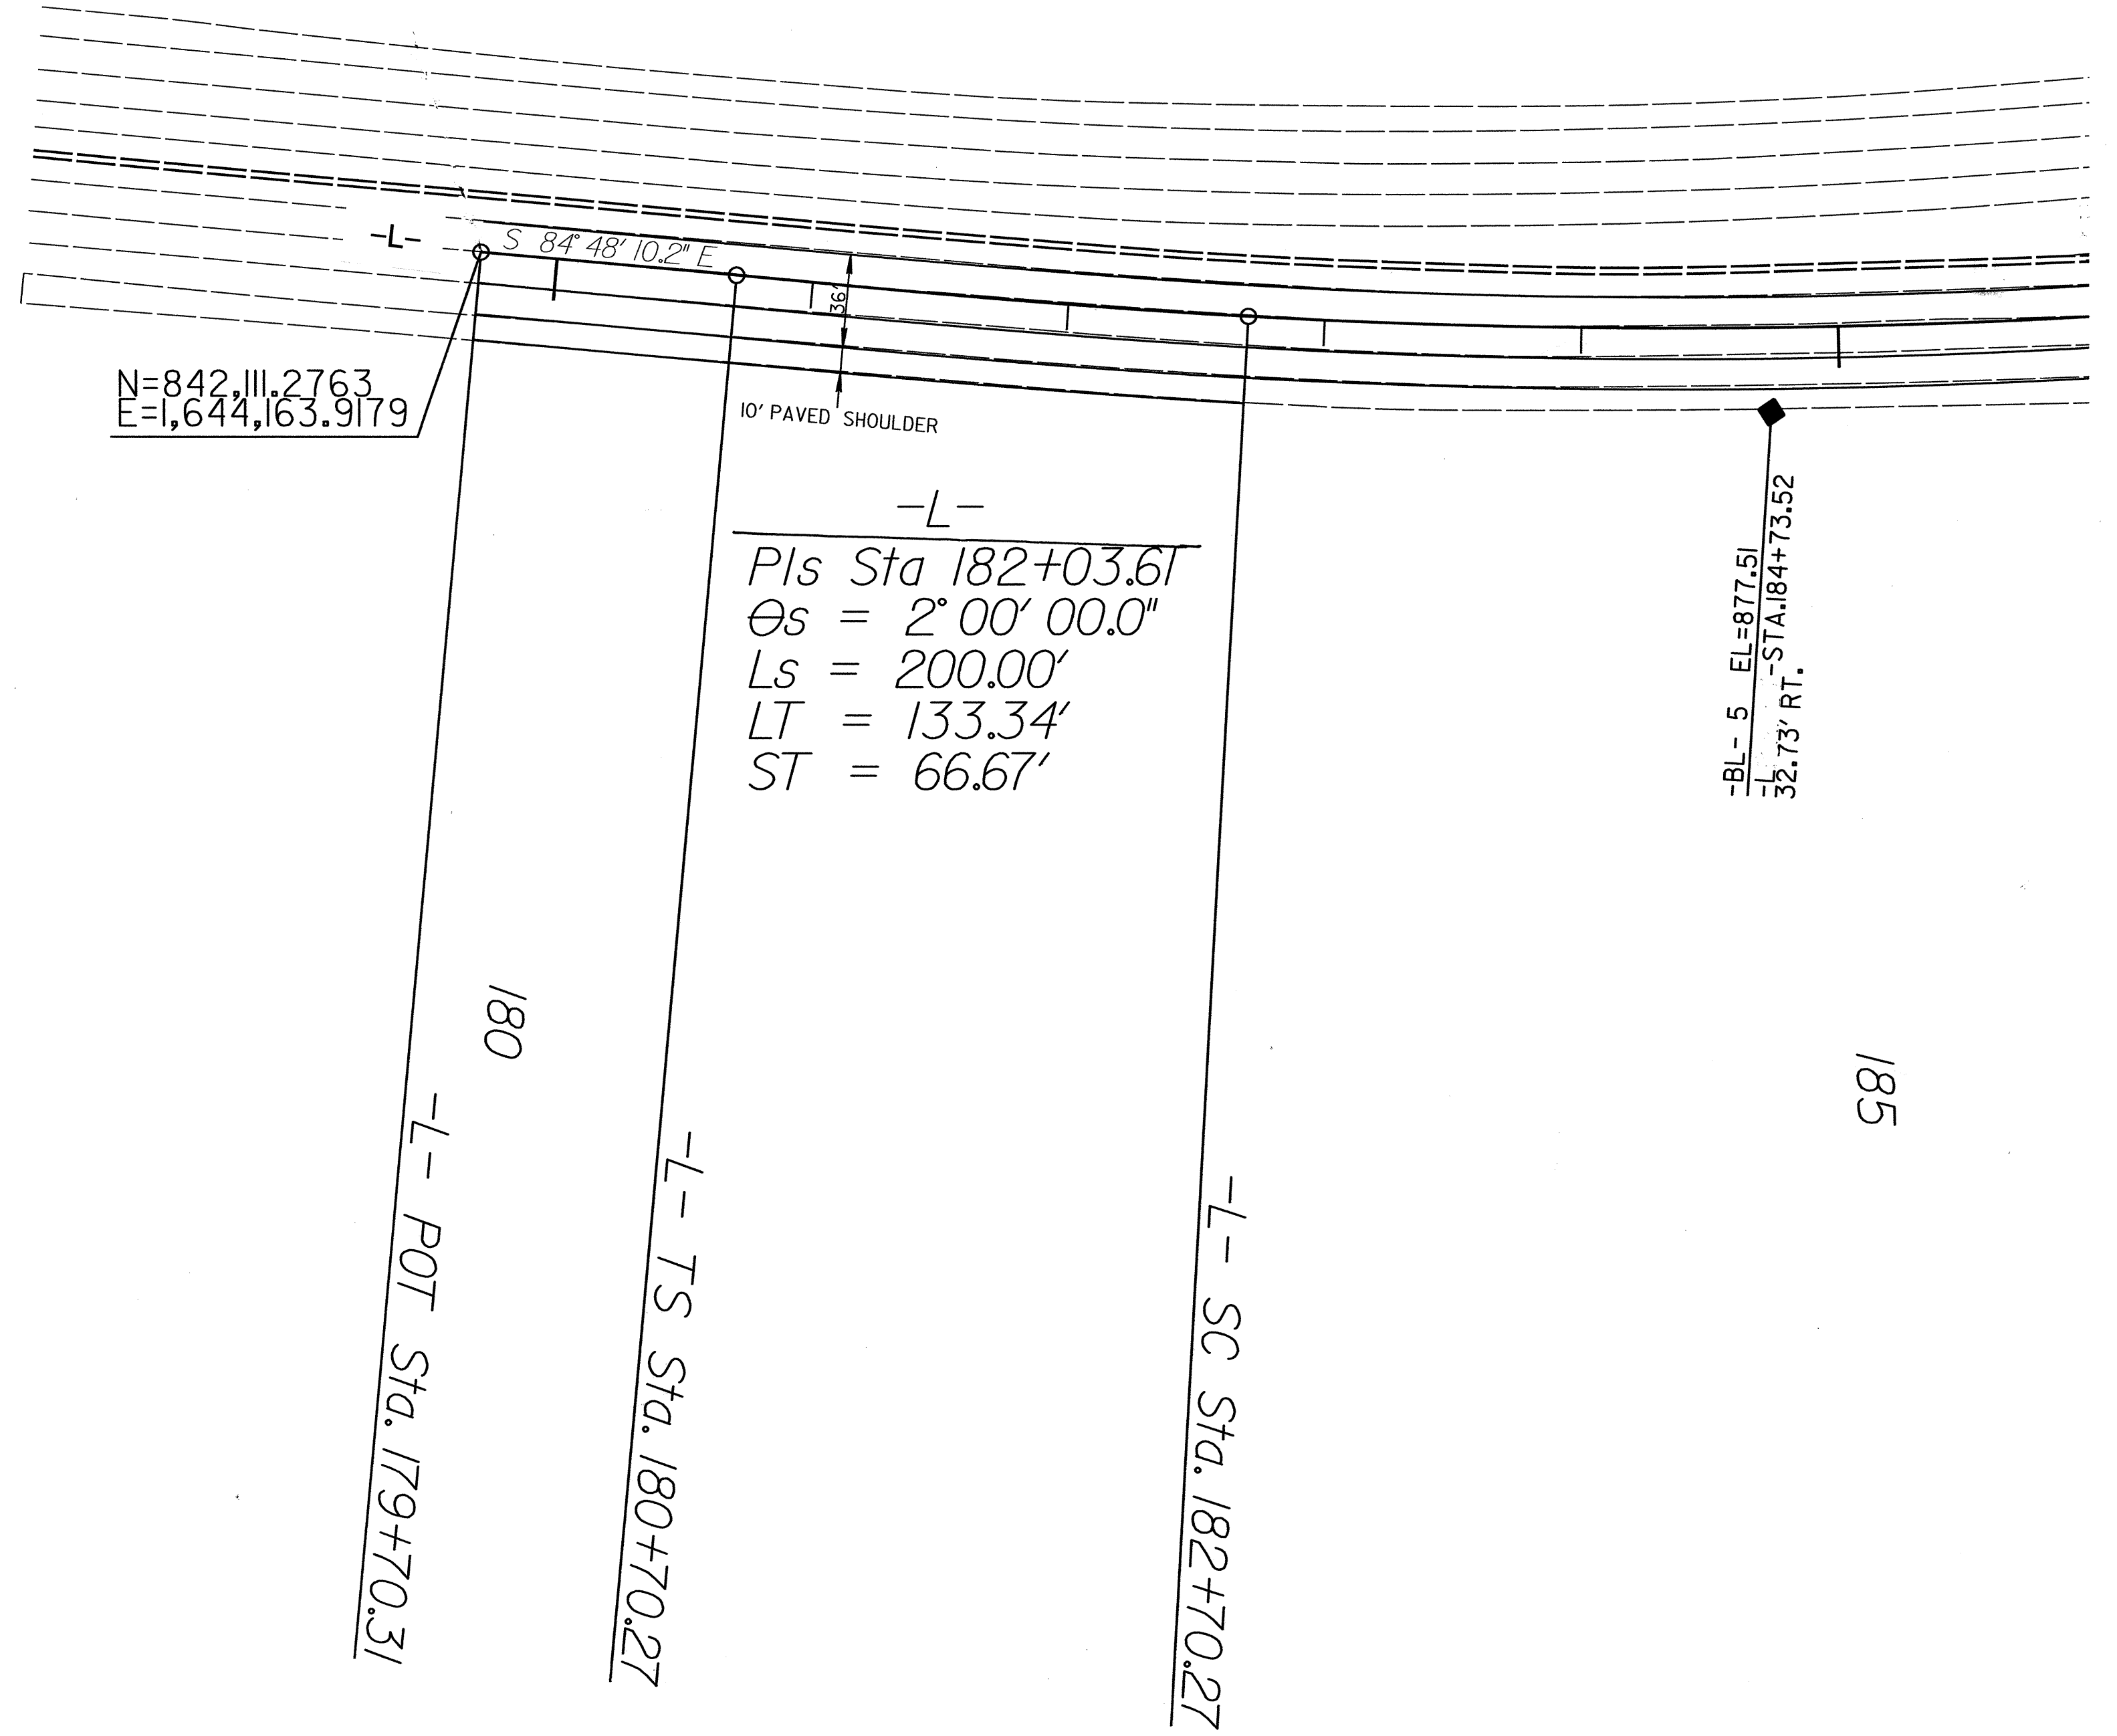 -L-
S 84° 48' 10.2" E
36'
N=842,111.2763
E=1,644,163.9179
10' PAVED SHOULDER
-L-
PIs Sta 182+03.61
Θs = 2° 00' 00.0"
Ls = 200.00'
LT = 133.34'
ST = 66.67'
-BL- 5 EL=877.51
-L- STA.184+73.52
32.73' RT.
180
185
-L- POT Sta. 179+70.31
-L- TS Sta. 180+70.27
-L- SC Sta. 182+70.27